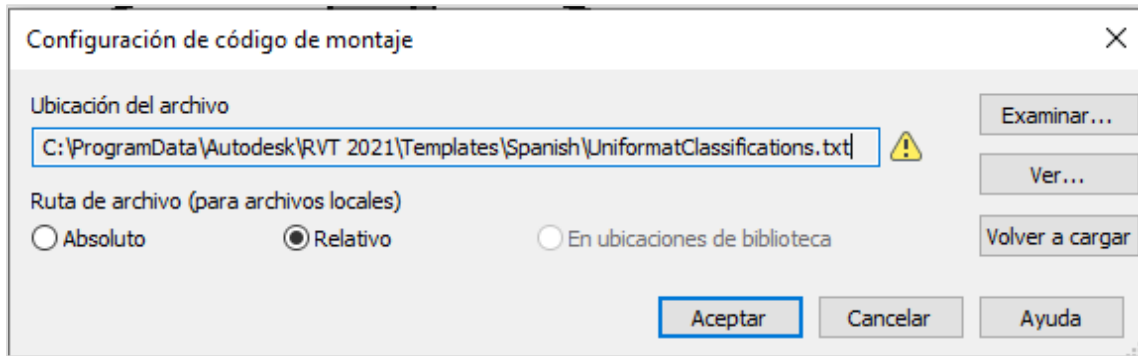 Configuración de código de montaje
Ubicación del archivo
Examinar...
C:\ProgramData\Autodesk\RVT 2021\Templates\Spanish\UniformatClassifications.txt
Ver...
Ruta de archivo (para archivos locales)
Absoluto Relativo En ubicaciones de biblioteca
Volver a cargar
Aceptar Cancelar Ayuda